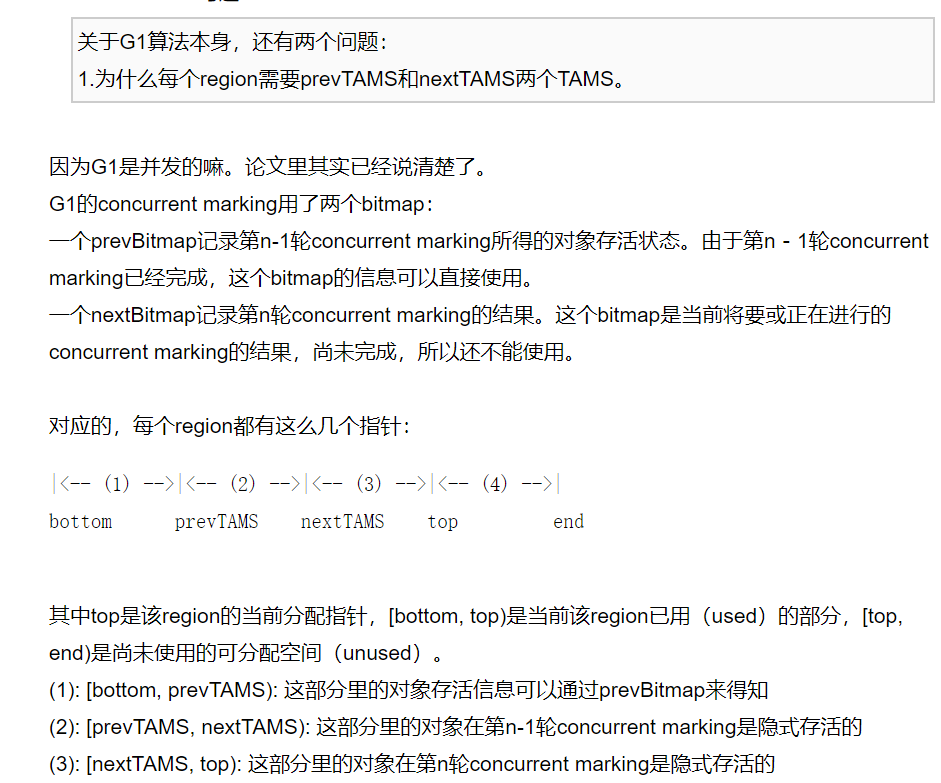 关于G1算法本身，还有两个问题：
1.为什么每个region需要prevTAMS和nextTAMS两个TAMS。
因为G1是并发的嘛。论文里其实已经说清楚了。
G1的concurrent marking用了两个bitmap：
一个prevBitmap记录第n-1轮concurrent marking所得的对象存活状态。由于第n - 1轮concurrent
marking已经完成，这个bitmap的信息可以直接使用。
一个nextBitmap记录第n轮concurrent marking的结果。这个bitmap是当前将要或正在进行的
concurrent marking的结果，尚未完成，所以还不能使用。
对应的，每个region都有这么几个指针：
|<-- (1) -->|<-- (2) -->|<-- (3) -->|<-- (4) -->|
bottom prevTAMS nextTAMS top end
其中top是该region的当前分配指针，[bottom, top)是当前该region已用（used）的部分，[top,
end)是尚未使用的可分配空间（unused）。
(1): [bottom, prevTAMS): 这部分里的对象存活信息可以通过prevBitmap来得知
(2): [prevTAMS, nextTAMS): 这部分里的对象在第n-1轮concurrent marking是隐式存活的
(3): [nextTAMS, top): 这部分里的对象在第n轮concurrent marking是隐式存活的